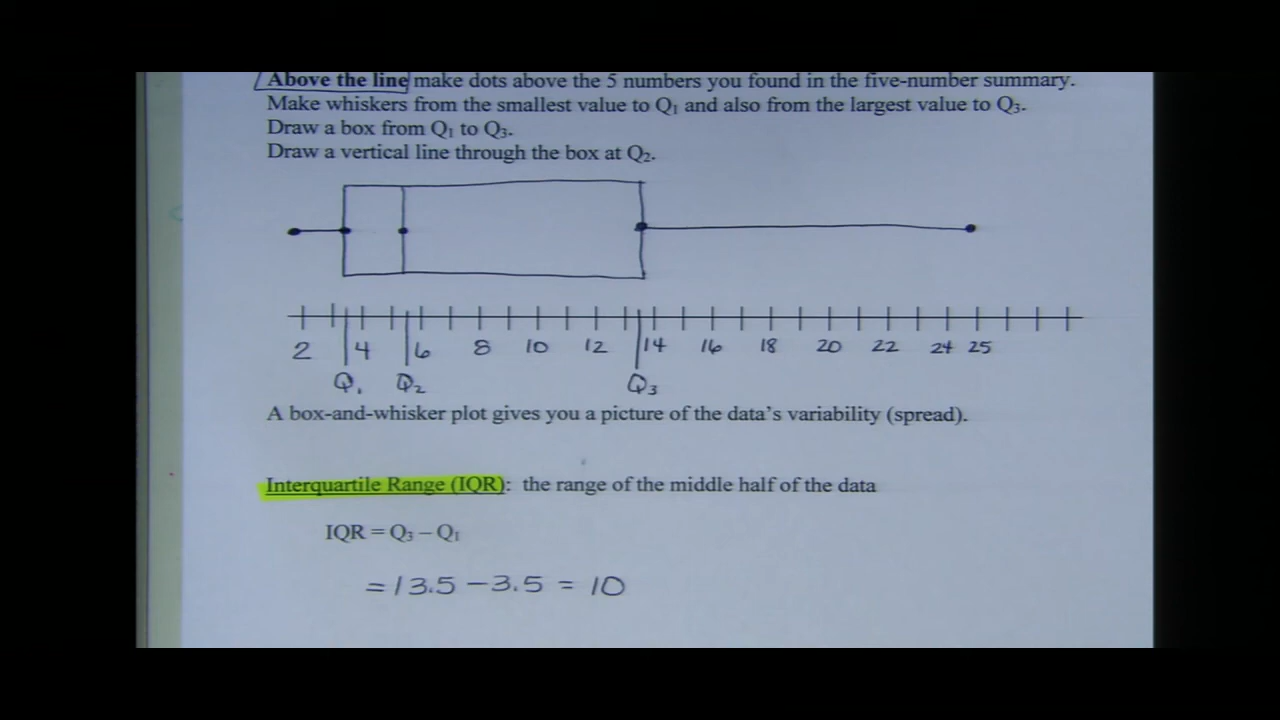 Above the line make dots above the 5 numbers you found in the five-number summary.
Make whiskers from the smallest value to Q₁ and also from the largest value to Q₃.
Draw a box from Q₁ to Q₃.
Draw a vertical line through the box at Q₂.
2 4 6 8 10 12 14 16 18 20 22 24 25
Q₁ Q₂ Q₃
A box-and-whisker plot gives you a picture of the data’s variability (spread).
Interquartile Range (IQR): the range of the middle half of the data
IQR = Q₃ – Q₁
= 13.5 – 3.5 = 10